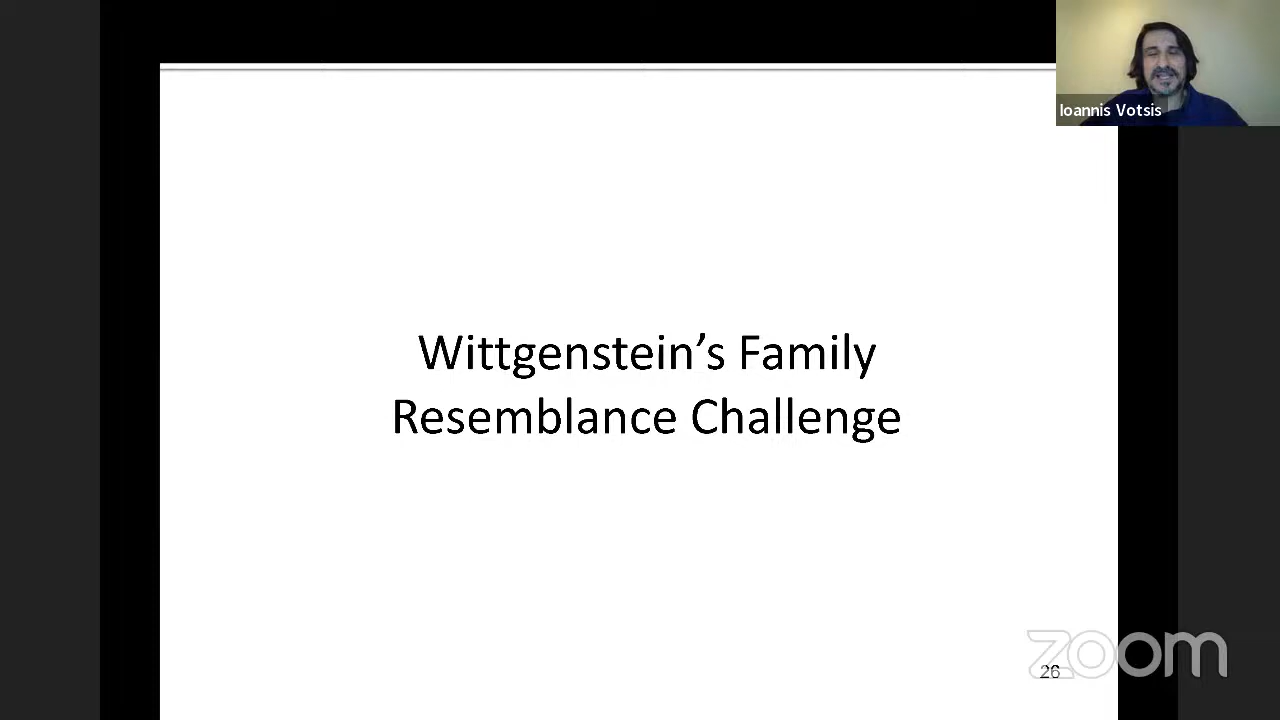 Ioannis Votsis
Wittgenstein’s Family
Resemblance Challenge
26
zoom